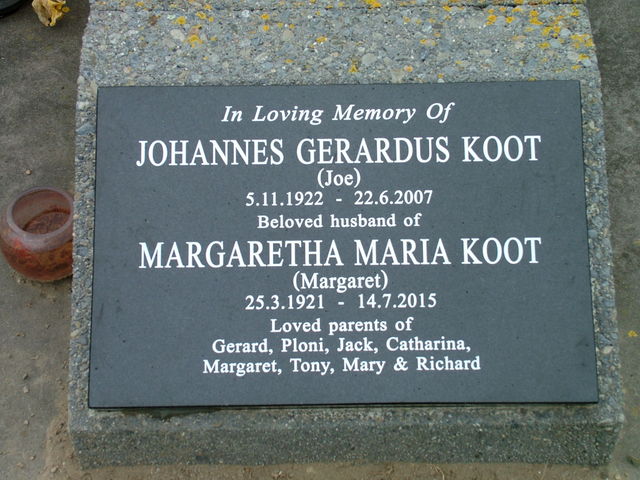 In Loving Memory Of
JOHANNES GERARDUS KOOT
(Joe)
5.11.1922 - 22.6.2007
Beloved husband of
MARGARETHA MARIA KOOT
(Margaret)
25.3.1921 - 14.7.2015
Loved parents of
Gerard, Ploni, Jack, Catharina,
Margaret, Tony, Mary & Richard